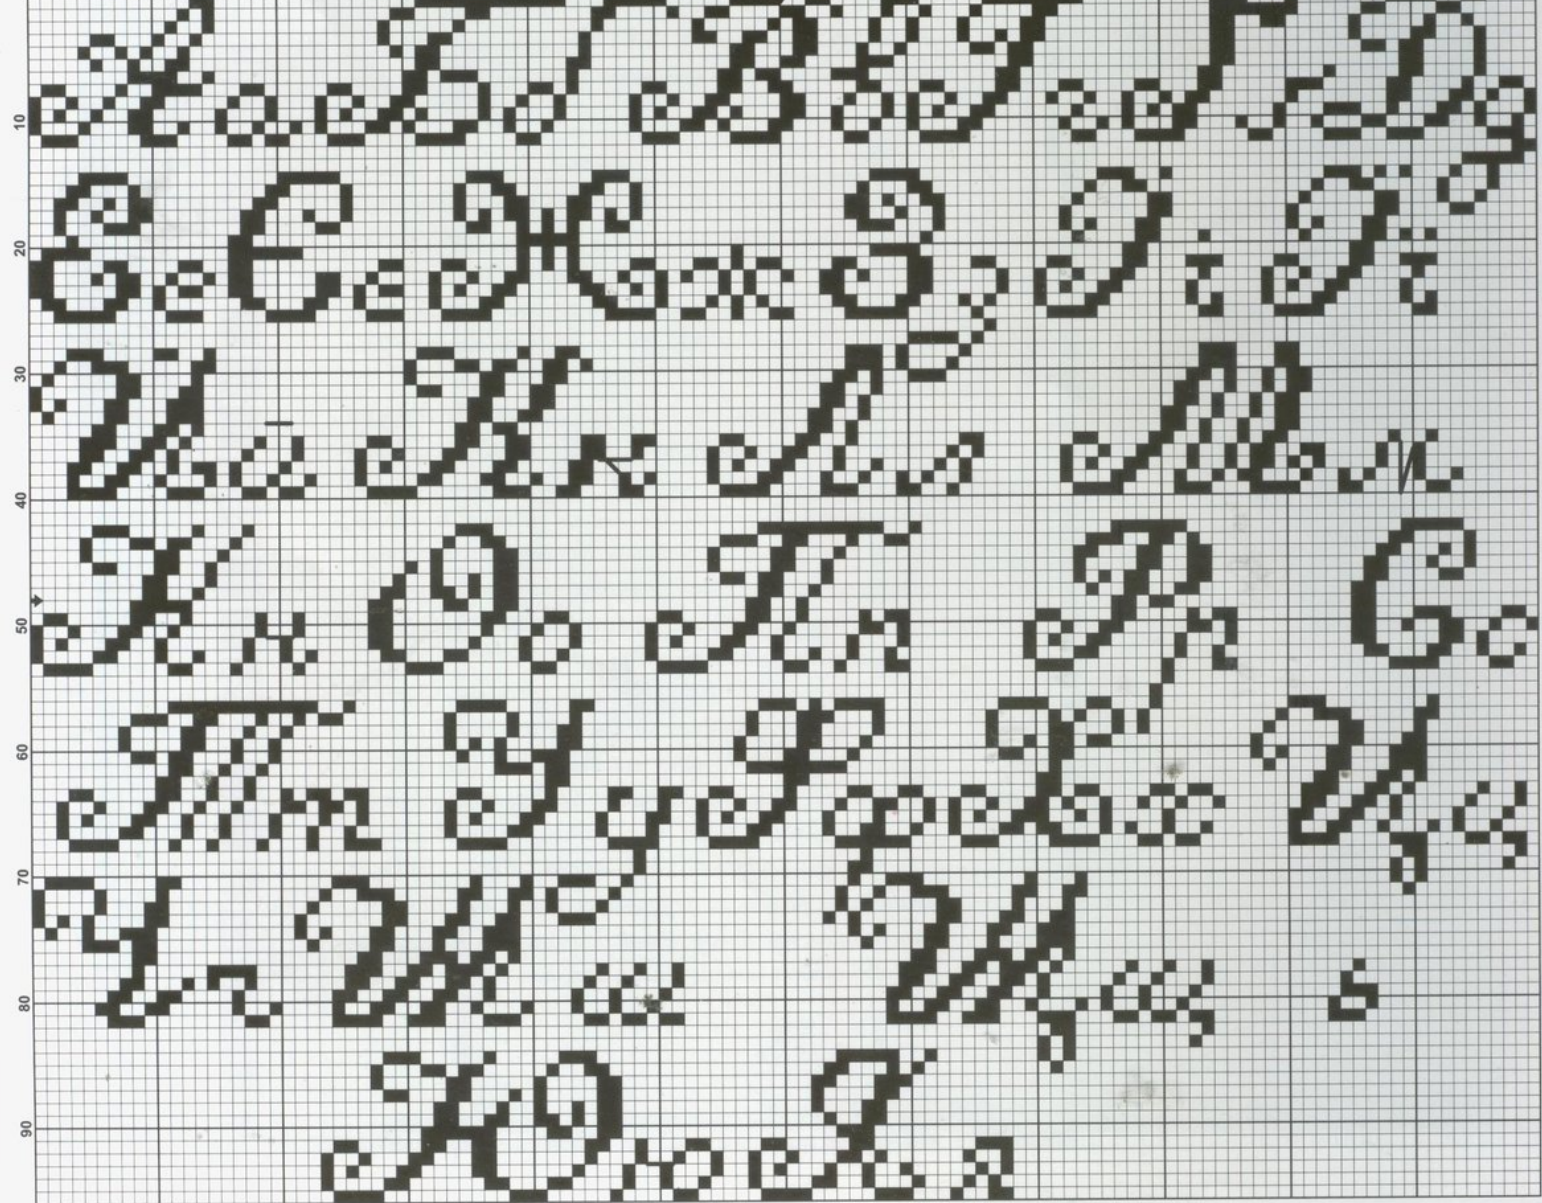 10 Аа Бб Вв Гг Ґґ Дд
20 Ее Єє Жж Зз Іі Її
30 Ии Кк Лл Мм
40
50 Нн Оо Пп Рр Сс
60 Тт Уу Фф Хх Цц
70
80 Чч Шш Щщ ь
90 Юю Яя